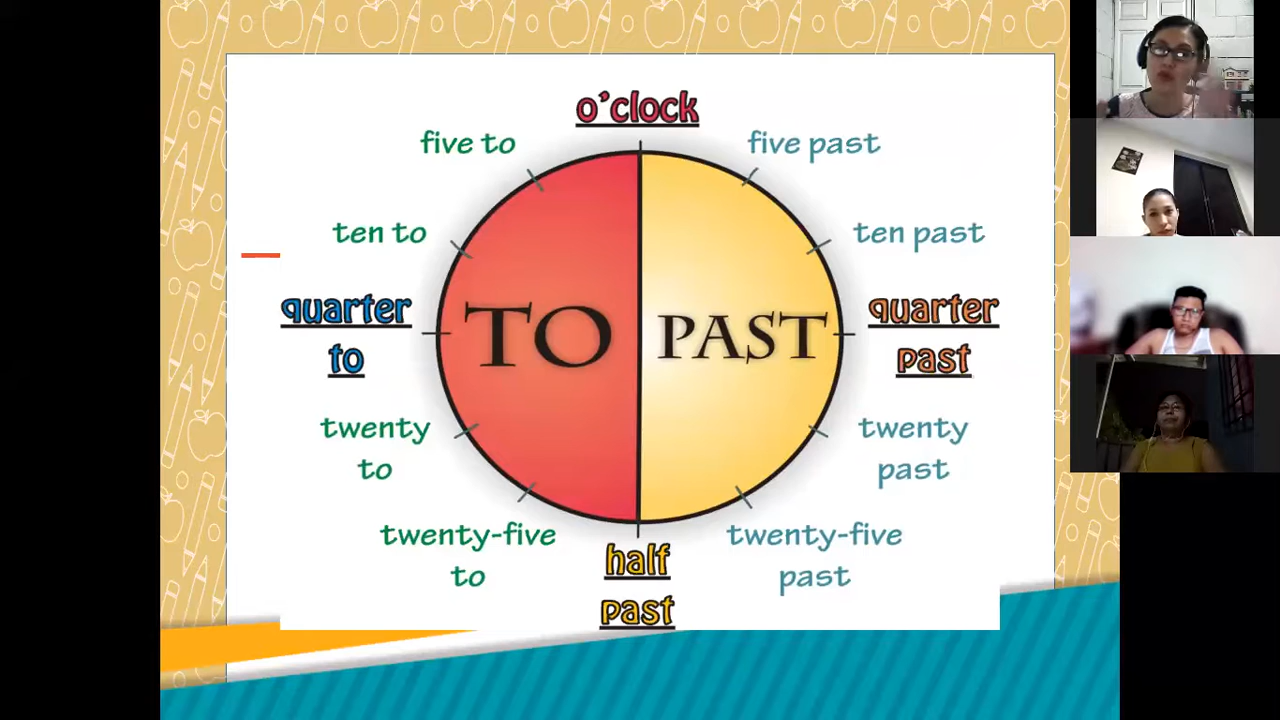 o'clock
five to
five past
ten to
ten past
quarter
to
TO
PAST
quarter
past
twenty
to
twenty
past
twenty-five
to
half
past
twenty-five
past